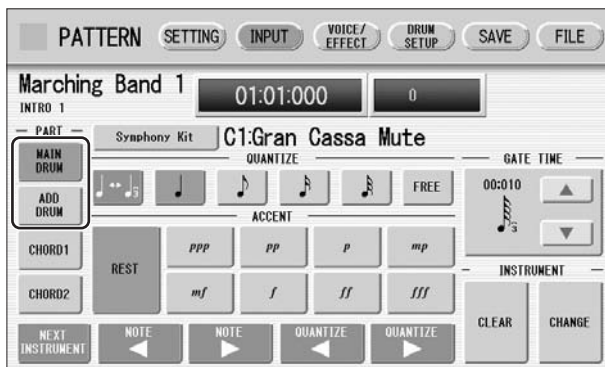 PATTERN SETTING INPUT VOICE/EFFECT DRUM SETUP SAVE FILE
Marching Band 1 01:01:000 0
INTRO 1
PART Symphony Kit C1:Gran Cassa Mute
MAIN DRUM QUANTIZE GATE TIME
FREE 00:010
ADD DRUM 3 3
ACCENT
CHORD1 REST ppp pp p mp
INSTRUMENT
CHORD2 mf f ff fff
CLEAR CHANGE
NEXT INSTRUMENT NOTE NOTE QUANTIZE QUANTIZE